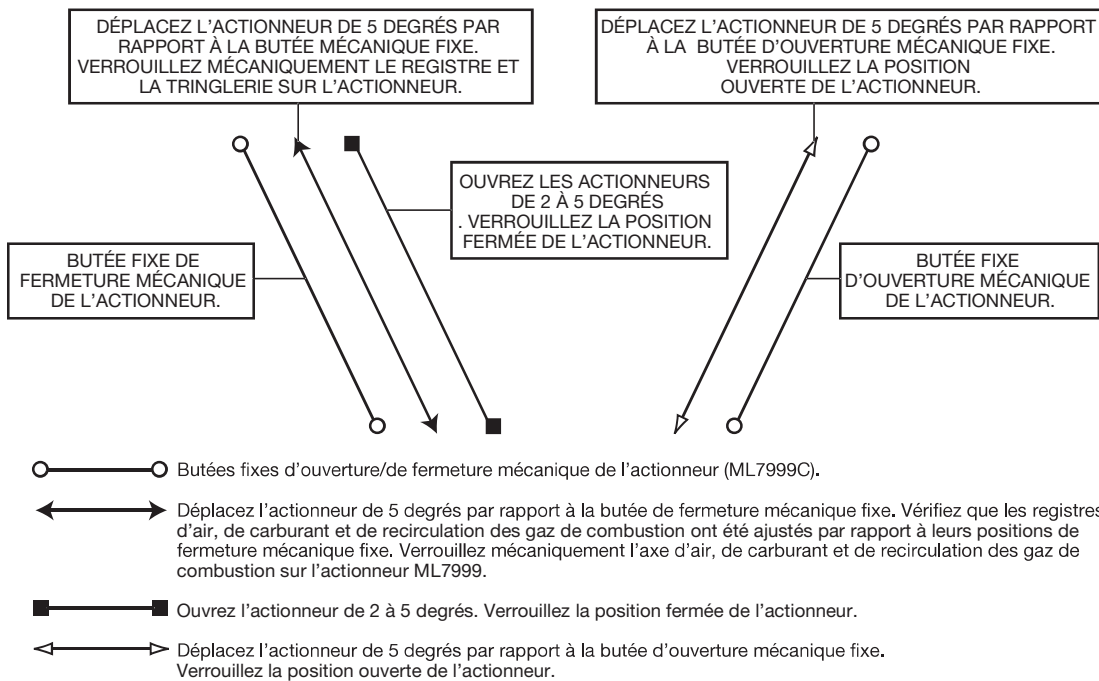 DÉPLACEZ L'ACTIONNEUR DE 5 DEGRÉS PAR
RAPPORT À LA BUTÉE MÉCANIQUE FIXE.
VERROUILLEZ MÉCANIQUEMENT LE REGISTRE ET
LA TRINGLERIE SUR L'ACTIONNEUR.
DÉPLACEZ L'ACTIONNEUR DE 5 DEGRÉS PAR RAPPORT
À LA BUTÉE D'OUVERTURE MÉCANIQUE FIXE.
VERROUILLEZ LA POSITION
OUVERTE DE L'ACTIONNEUR.
OUVREZ LES ACTIONNEURS
DE 2 À 5 DEGRÉS
. VERROUILLEZ LA POSITION
FERMÉE DE L'ACTIONNEUR.
BUTÉE FIXE DE
FERMETURE MÉCANIQUE
DE L'ACTIONNEUR.
BUTÉE FIXE
D'OUVERTURE MÉCANIQUE
DE L'ACTIONNEUR.
Butées fixes d'ouverture/de fermeture mécanique de l'actionneur (ML7999C).
Déplacez l'actionneur de 5 degrés par rapport à la butée de fermeture mécanique fixe. Vérifiez que les registres
d'air, de carburant et de recirculation des gaz de combustion ont été ajustés par rapport à leurs positions de
fermeture mécanique fixe. Verrouillez mécaniquement l'axe d'air, de carburant et de recirculation des gaz de
combustion sur l'actionneur ML7999.
Ouvrez l'actionneur de 2 à 5 degrés. Verrouillez la position fermée de l'actionneur.
Déplacez l'actionneur de 5 degrés par rapport à la butée d'ouverture mécanique fixe.
Verrouillez la position ouverte de l'actionneur.